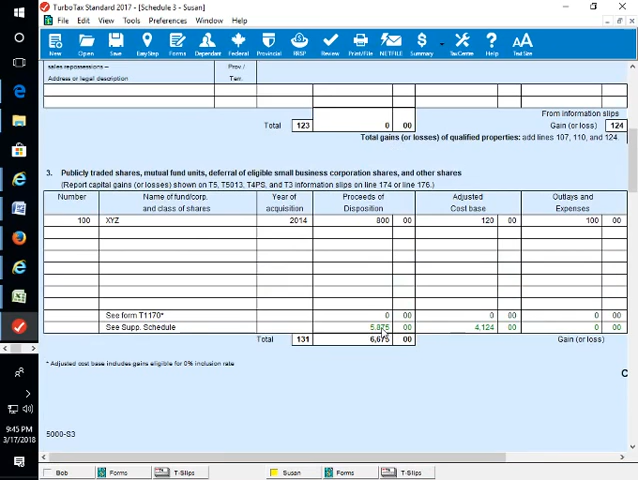 TurboTax Standard 2017 - [Schedule 3 - Susan]
File Edit View Tools Preferences Window Help
New Open Save EasyStep Forms Dependant Federal Provincial RRSP Review Print/File NETFILE Summary TaxCentre Help Text Size
sales repossessions --
Address or legal description
Prov /
Terr.
From information slips
Total 123 0 00 Gain (or loss) 124
Total gains (or losses) of qualified properties: add lines 107, 110, and 124.
3. Publicly traded shares, mutual fund units, deferral of eligible small business corporation shares, and other shares
(Report capital gains (or losses) shown on T5, T5013, T4PS, and T3 information slips on line 174 or line 176.)
Number Name of fund/corp. and class of shares Year of acquisition Proceeds of Disposition Adjusted Cost base Outlays and Expenses
100 XYZ 2014 800 00 120 00 100 00
See form T1170* 0 00 0 00 0 00
See Supp. Schedule 5,875 00 4,124 00 0 00
Total 131 6,675 00 Gain (or loss)
* Adjusted cost base includes gains eligible for 0% inclusion rate
C
5000-S3
9:45 PM
3/17/2018
Bob Forms T-Slips Susan Forms T-Slips